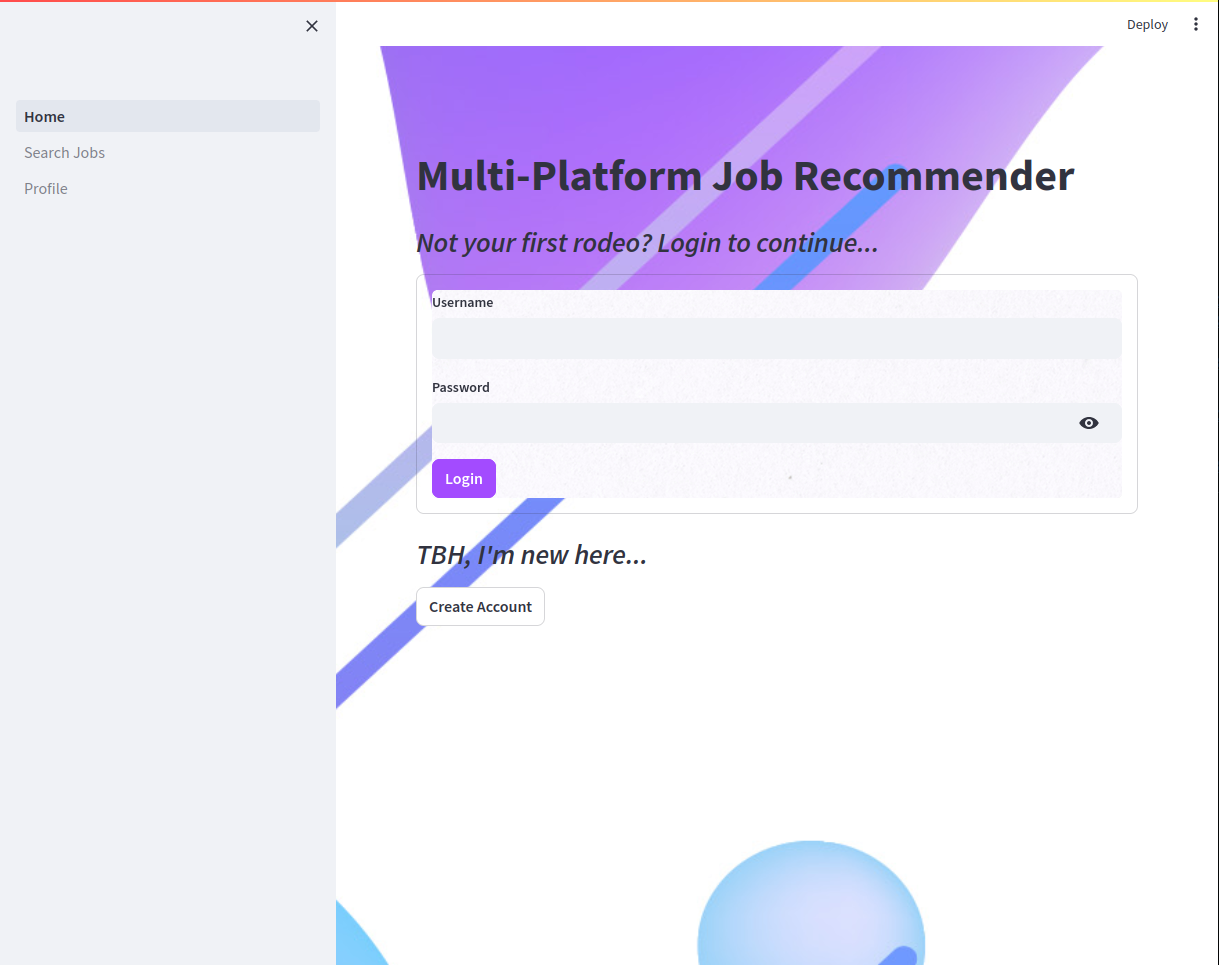 Deploy
Home
Search Jobs
Profile
Multi-Platform Job Recommender
Not your first rodeo? Login to continue...
Username
Password
Login
TBH, I'm new here...
Create Account